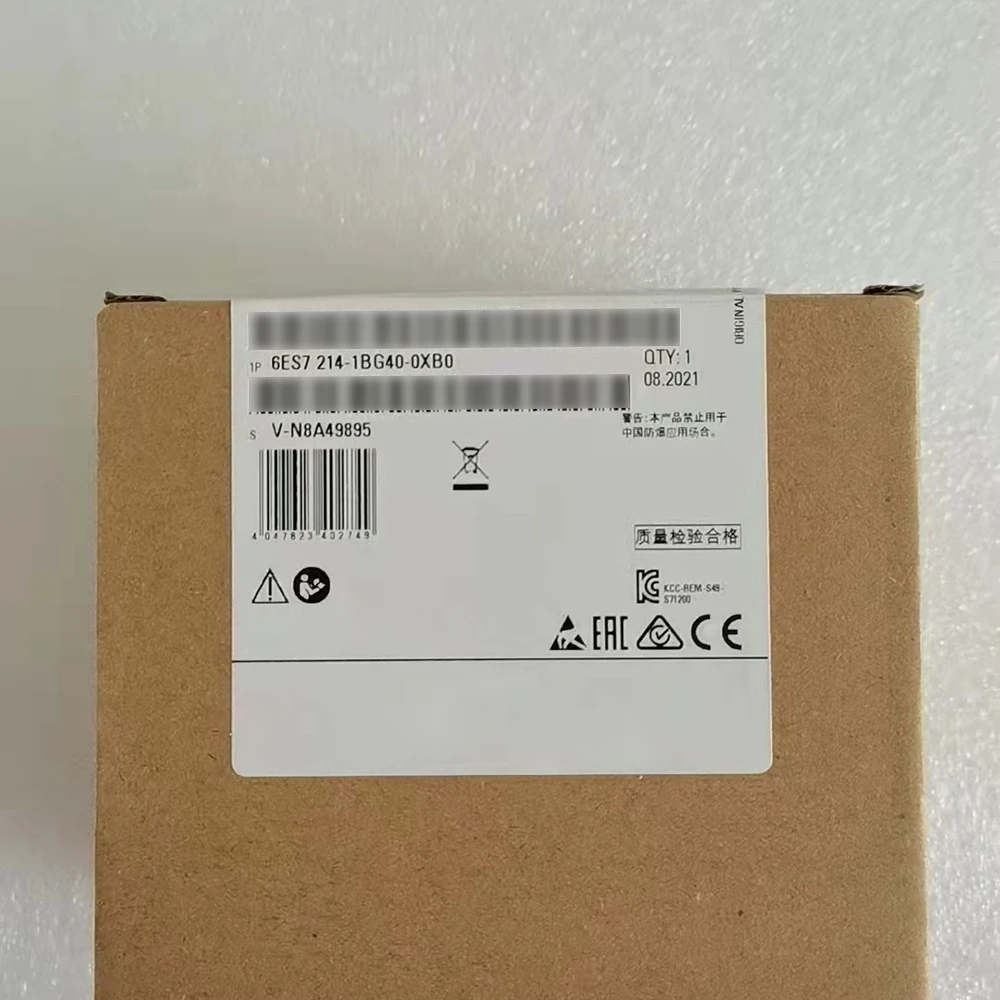 1P 6ES7 214-1BG40-0XB0
QTY: 1
08.2021
警告:本产品禁止用于
中国防爆应用场合。
S V-N8A49895
4 047823 402749
质量检验合格
KCC-REM-S49-
S71200
EAC
CE